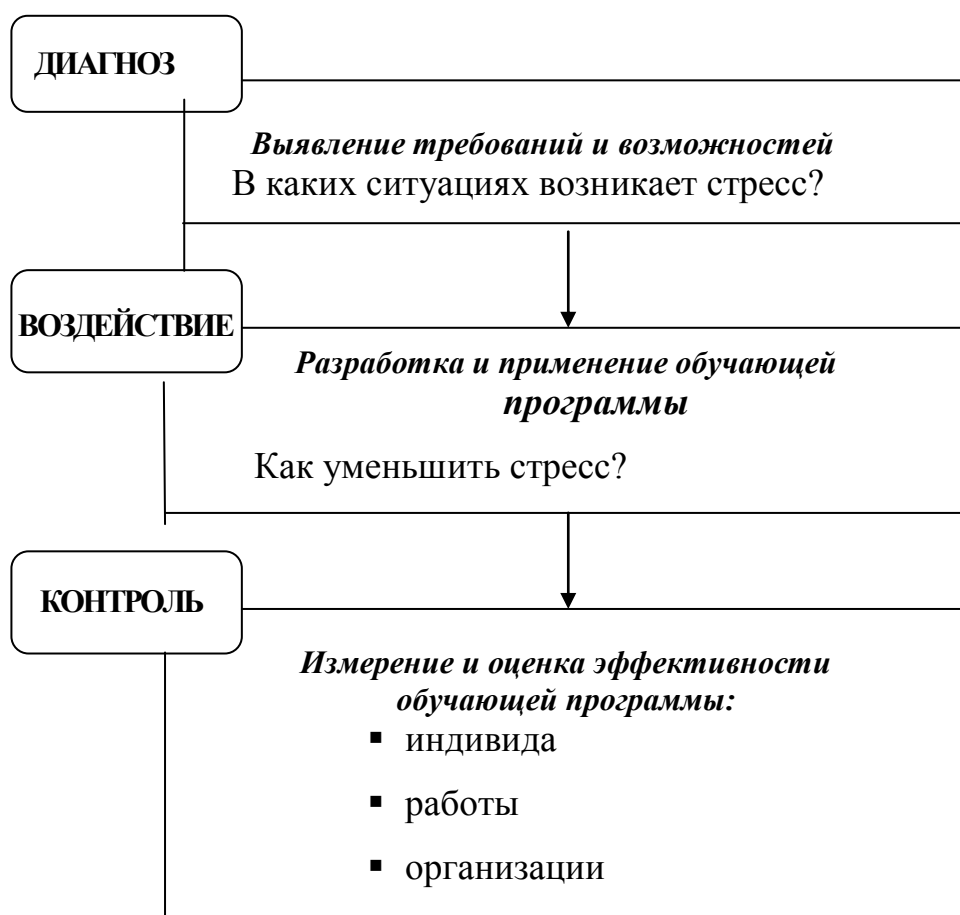 ДИАГНОЗ
Выявление требований и возможностей
В каких ситуациях возникает стресс?
ВОЗДЕЙСТВИЕ
Разработка и применение обучающей
программы
Как уменьшить стресс?
КОНТРОЛЬ
Измерение и оценка эффективности
обучающей программы:
▪ индивида
▪ работы
▪ организации